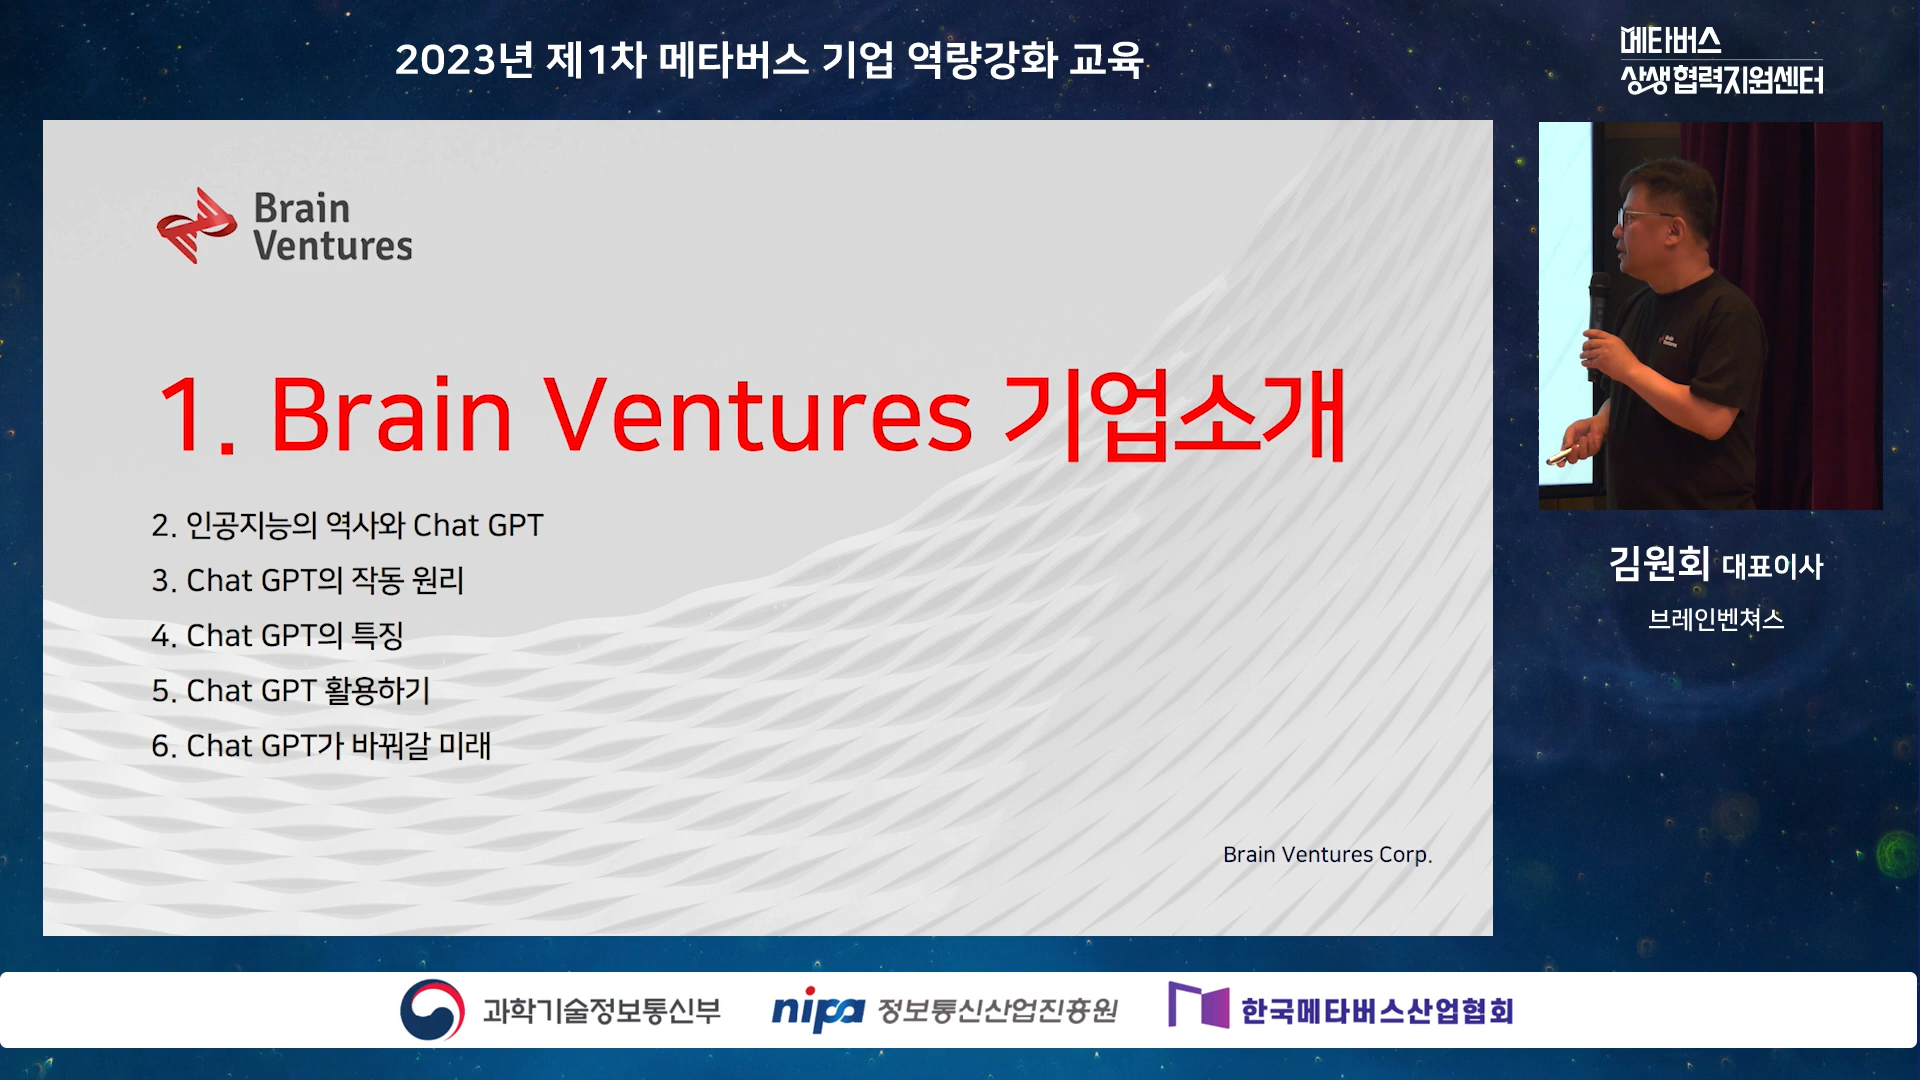 2023년 제1차 메타버스 기업 역량강화 교육
메타버스
상생협력지원센터
Brain
Ventures
1. Brain Ventures 기업소개
2. 인공지능의 역사와 Chat GPT
3. Chat GPT의 작동 원리
4. Chat GPT의 특징
5. Chat GPT 활용하기
6. Chat GPT가 바꿔갈 미래
Brain Ventures Corp.
Brain
Ventures
김원회 대표이사
브레인벤쳐스
과학기술정보통신부
nipa 정보통신산업진흥원
한국메타버스산업협회